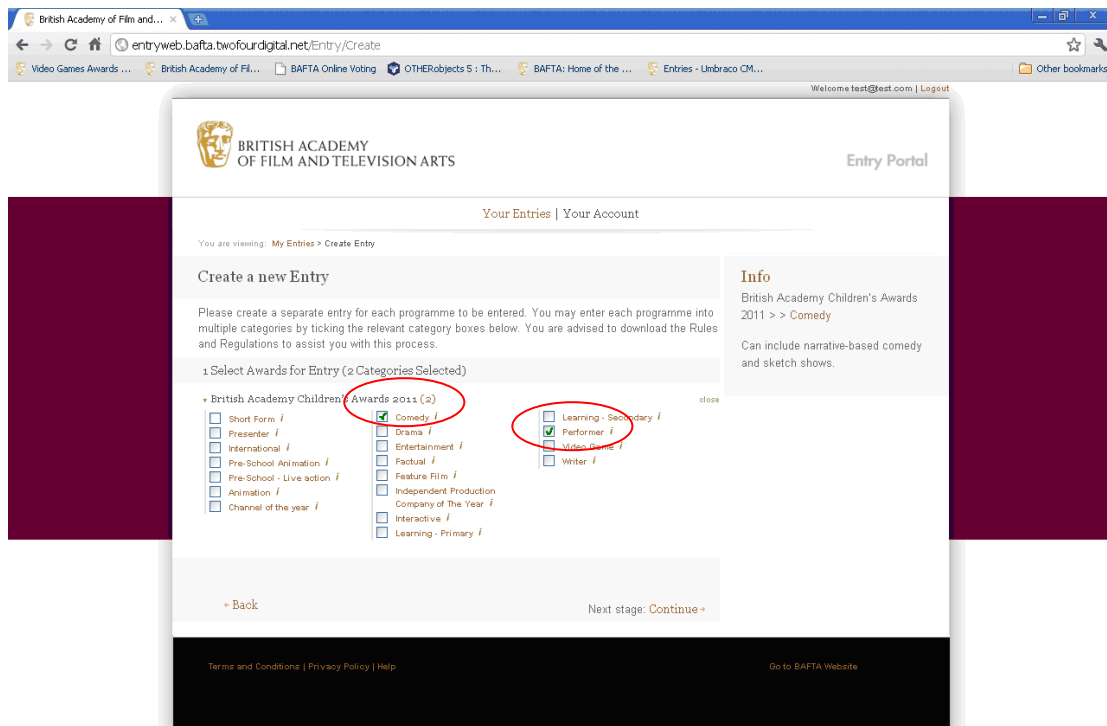 British Academy of Film and...
entryweb.bafta.twofourdigital.net/Entry/Create
Video Games Awards ... British Academy of Fil... BAFTA Online Voting OTHERobjects 5 : Th... BAFTA: Home of the ... Entries - Umbraco CM... Other bookmarks
Welcome test@test.com | Logout
BRITISH ACADEMY
OF FILM AND TELEVISION ARTS
Entry Portal
Your Entries | Your Account
You are viewing: My Entries > Create Entry
Create a new Entry
Please create a separate entry for each programme to be entered. You may enter each programme into
multiple categories by ticking the relevant category boxes below. You are advised to download the Rules
and Regulations to assist you with this process.
1 Select Awards for Entry (2 Categories Selected)
British Academy Children's Awards 2011 (2)
close
Short Form i
Presenter i
International i
Pre-School Animation i
Pre-School - Live action i
Animation i
Channel of the year i
Comedy i
Drama i
Entertainment i
Factual i
Feature Film i
Independent Production
Company of The Year i
Interactive i
Learning - Primary i
Learning - Secondary i
Performer i
Video Game i
Writer i
Info
British Academy Children's Awards
2011 > > Comedy
Can include narrative-based comedy
and sketch shows.
Back
Next stage: Continue
Terms and Conditions | Privacy Policy | Help
Go to BAFTA Website